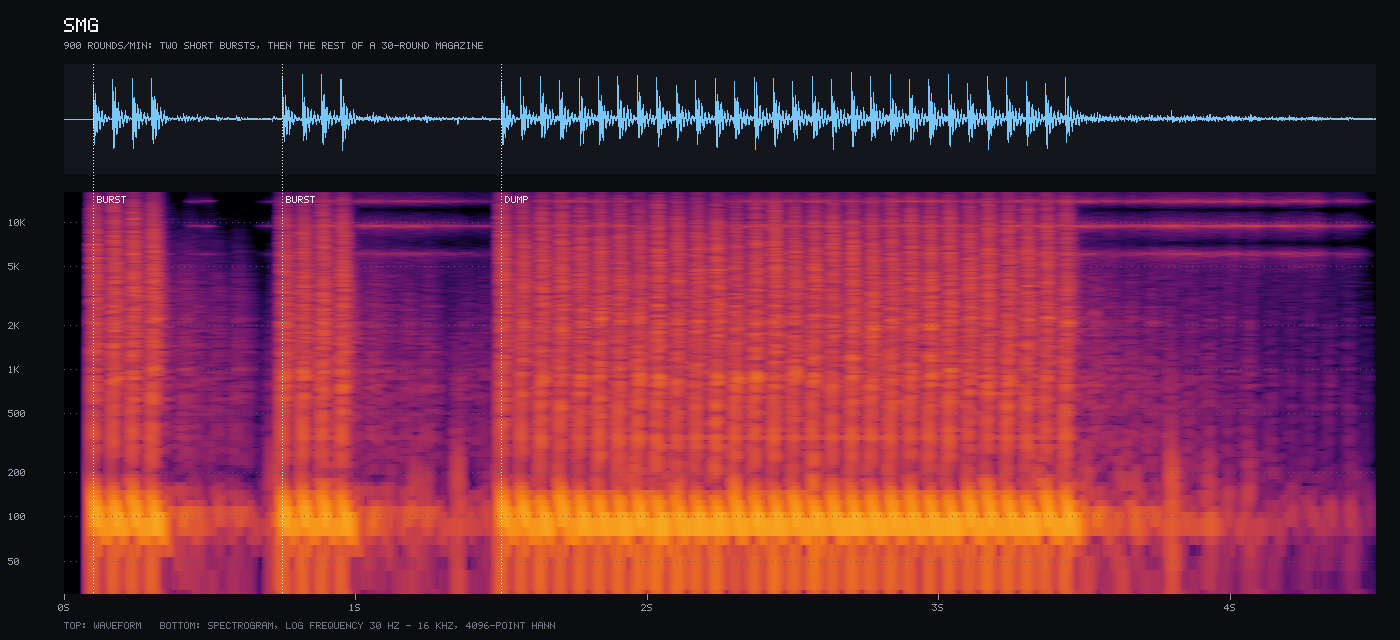 SMG
900 ROUNDS/MIN: TWO SHORT BURSTS, THEN THE REST OF A 30-ROUND MAGAZINE
BURST BURST DUMP
10K
5K
2K
1K
500
200
100
50
0S 1S 2S 3S 4S
TOP: WAVEFORM BOTTOM: SPECTROGRAM, LOG FREQUENCY 30 HZ - 16 KHZ, 4096-POINT HANN